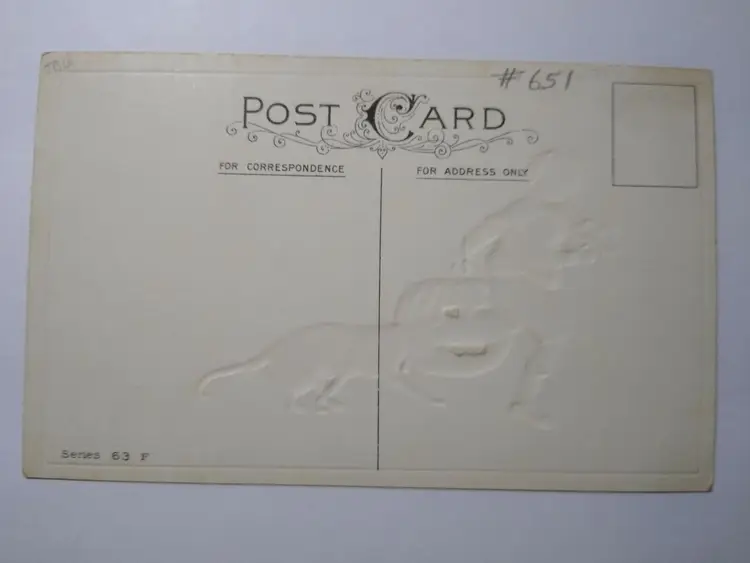 #651
POST CARD
FOR CORRESPONDENCE
FOR ADDRESS ONLY
Series 63 F